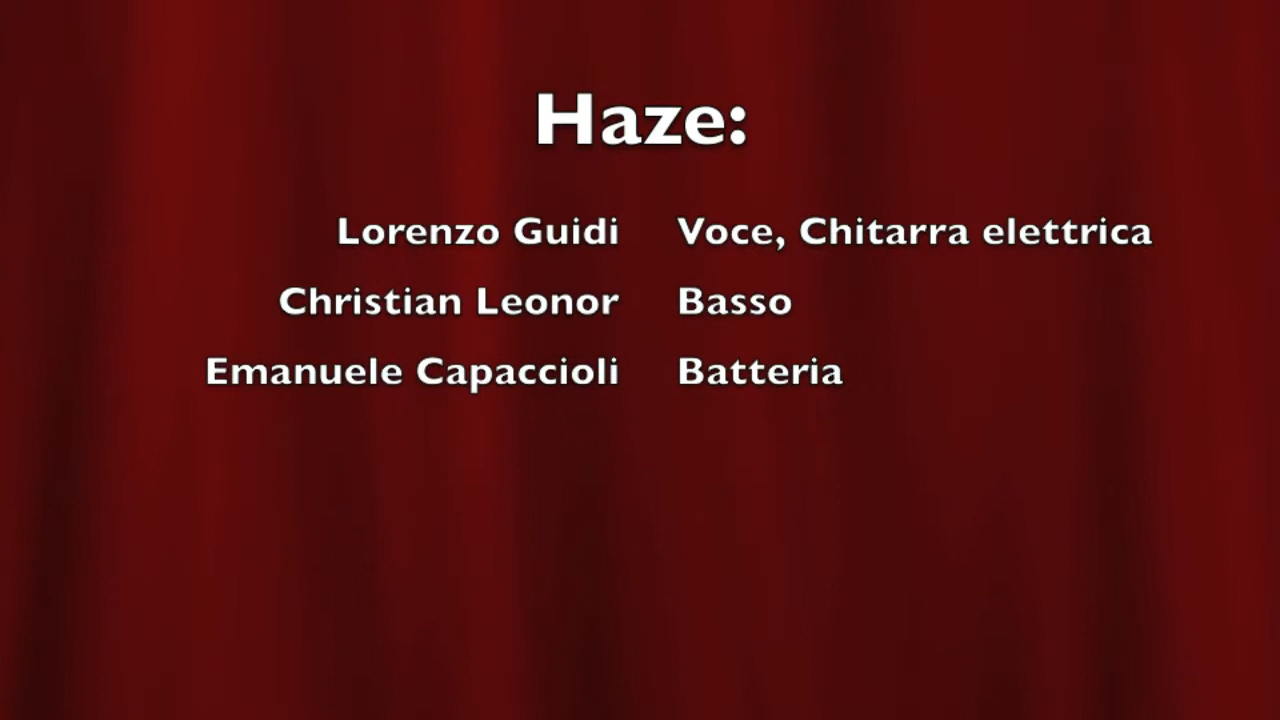 Haze:
Lorenzo Guidi Voce, Chitarra elettrica
Christian Leonor Basso
Emanuele Capaccioli Batteria